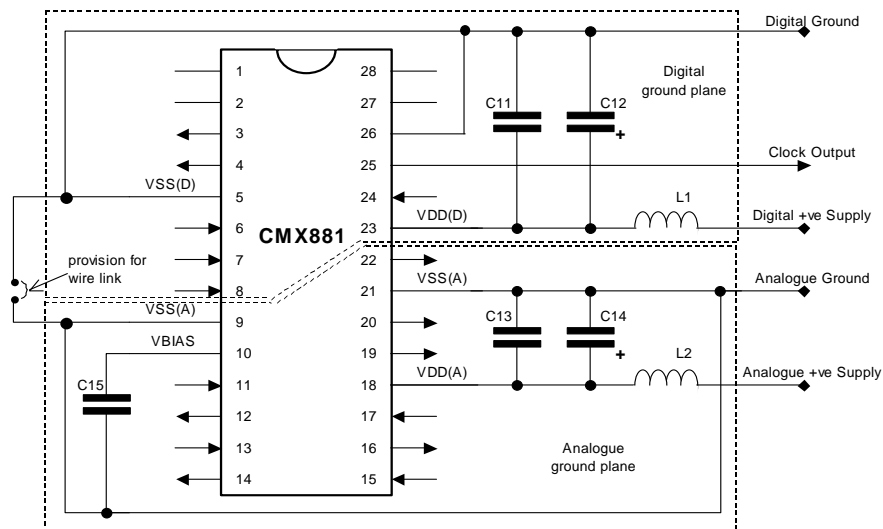 Digital Ground
Digital
ground plane
C11
C12
+
Clock Output
VSS(D)
VDD(D)
L1
Digital +ve Supply
CMX881
1
2
3
4
5
6
7
8
9
10
11
12
13
14
28
27
26
25
24
23
22
21
20
19
18
17
16
15
provision for
wire link
VSS(A)
VBIAS
C15
VSS(A)
Analogue Ground
C13
C14
+
L2
VDD(A)
Analogue +ve Supply
Analogue
ground plane